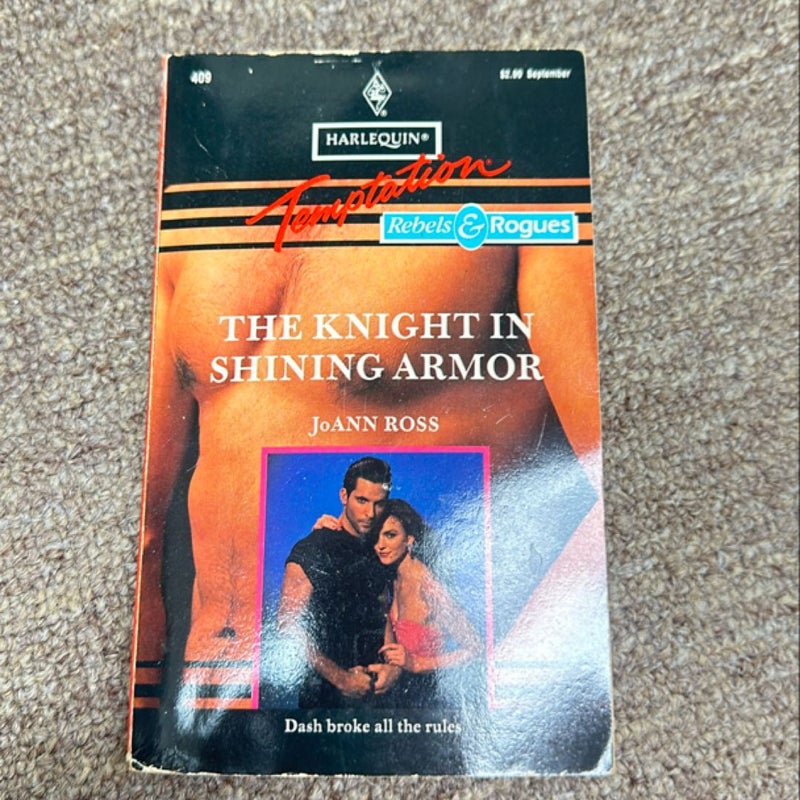 409
$2.99 September
HARLEQUIN®
Temptation®
Rebels & Rogues
THE KNIGHT IN
SHINING ARMOR
JoANN ROSS
Dash broke all the rules